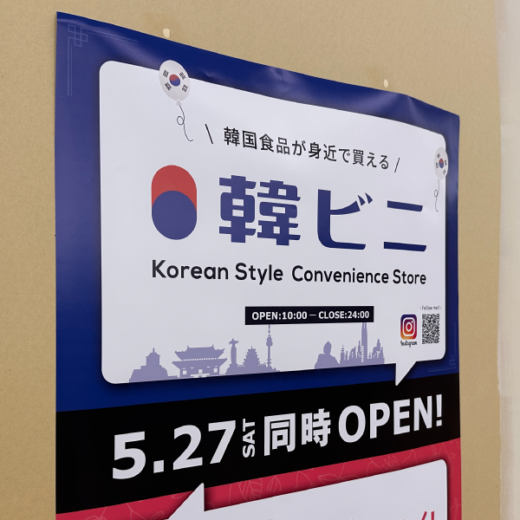 \ 韓国食品が身近で買える /
韓ビニ
Korean Style Convenience Store
OPEN:10:00 — CLOSE:24:00
Follow me!
Instagram
5.27 SAT 同時 OPEN!